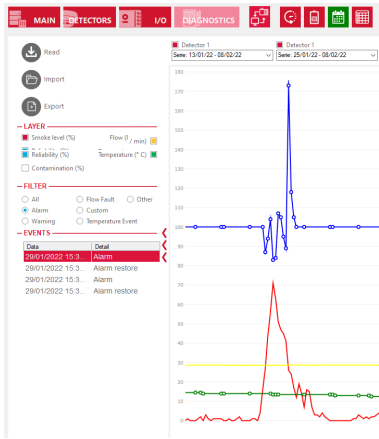 MAIN DETECTORS I/O DIAGNOSTICS
Read
Import
Export
LAYER
Smoke level (%) Flow (l / min)
Reliability (%) Temperature (° C)
Contamination (%)
FILTER
All Flow Fault Other
Alarm Custom
Warning Temperature Event
EVENTS
Data Detail
29/01/2022 15:3... Alarm
29/01/2022 15:3... Alarm restore
29/01/2022 15:3... Alarm
29/01/2022 15:3... Alarm restore
Detector 1 Detector 1
Serie: 13/01/22 - 08/02/22 Serie: 25/01/22 - 08/02/22
180
170
160
150
140
130
120
110
100
90
80
70
60
50
40
30
20
10
0